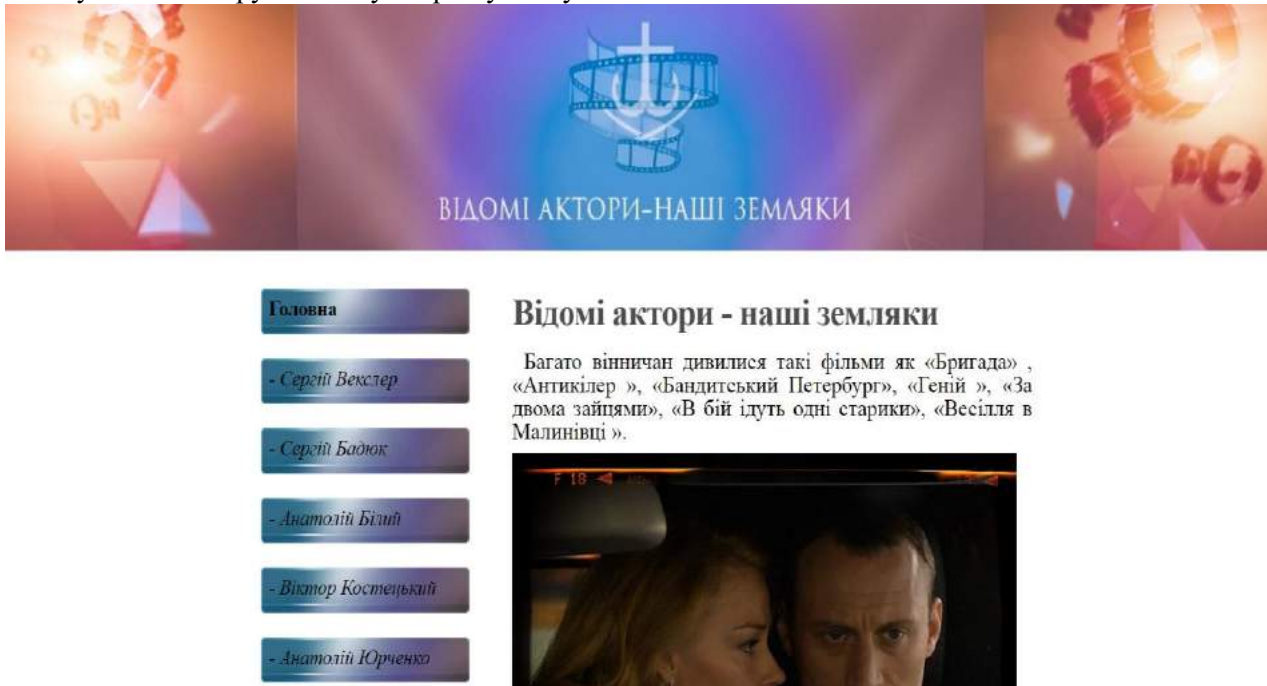 ВІДОМІ АКТОРИ-НАШІ ЗЕМЛЯКИ
Головна
- Сергій Векслер
- Сергій Бадюк
- Анатолій Білий
- Віктор Костецький
- Анатолій Юрченко
Відомі актори - наші земляки
Багато вінничан дивилися такі фільми як «Бригада» ,
«Антикілер », «Бандитський Петербург», «Геній », «За
двома зайцями», «В бій ідуть одні старики», «Весілля в
Малинівці ».
F 18